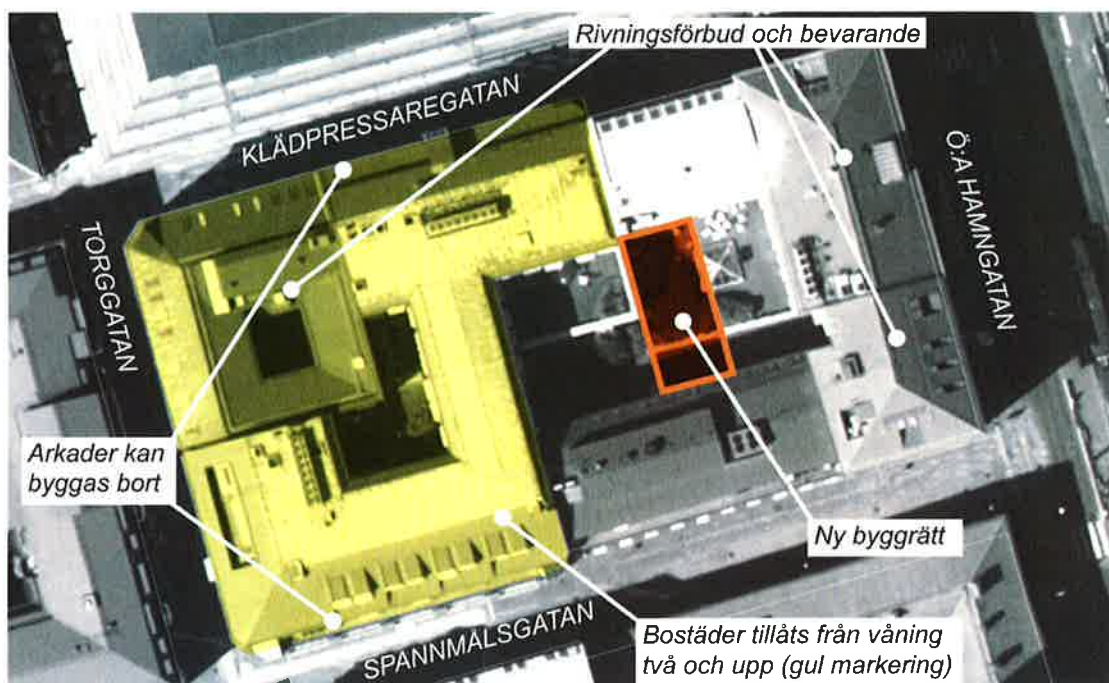 Rivningsförbud och bevarande
KLÄDPRESSAREGATAN
Ö:A HAMNGATAN
TORGGATAN
Arkader kan
byggas bort
Ny byggrätt
SPANNMÅLSGATAN
Bostäder tillåts från våning
två och upp (gul markering)